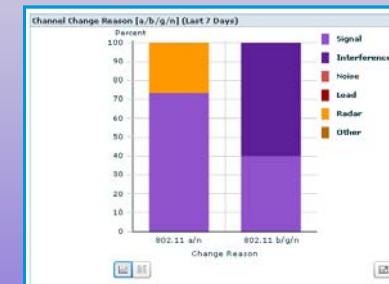 Channel Change Reason [a/b/g/n] (Last 7 Days)
Percent
100
90
80
70
60
50
40
30
20
10
0
802.11 a/n
802.11 b/g/n
Change Reason
Signal
Interference
Noise
Load
Radar
Other